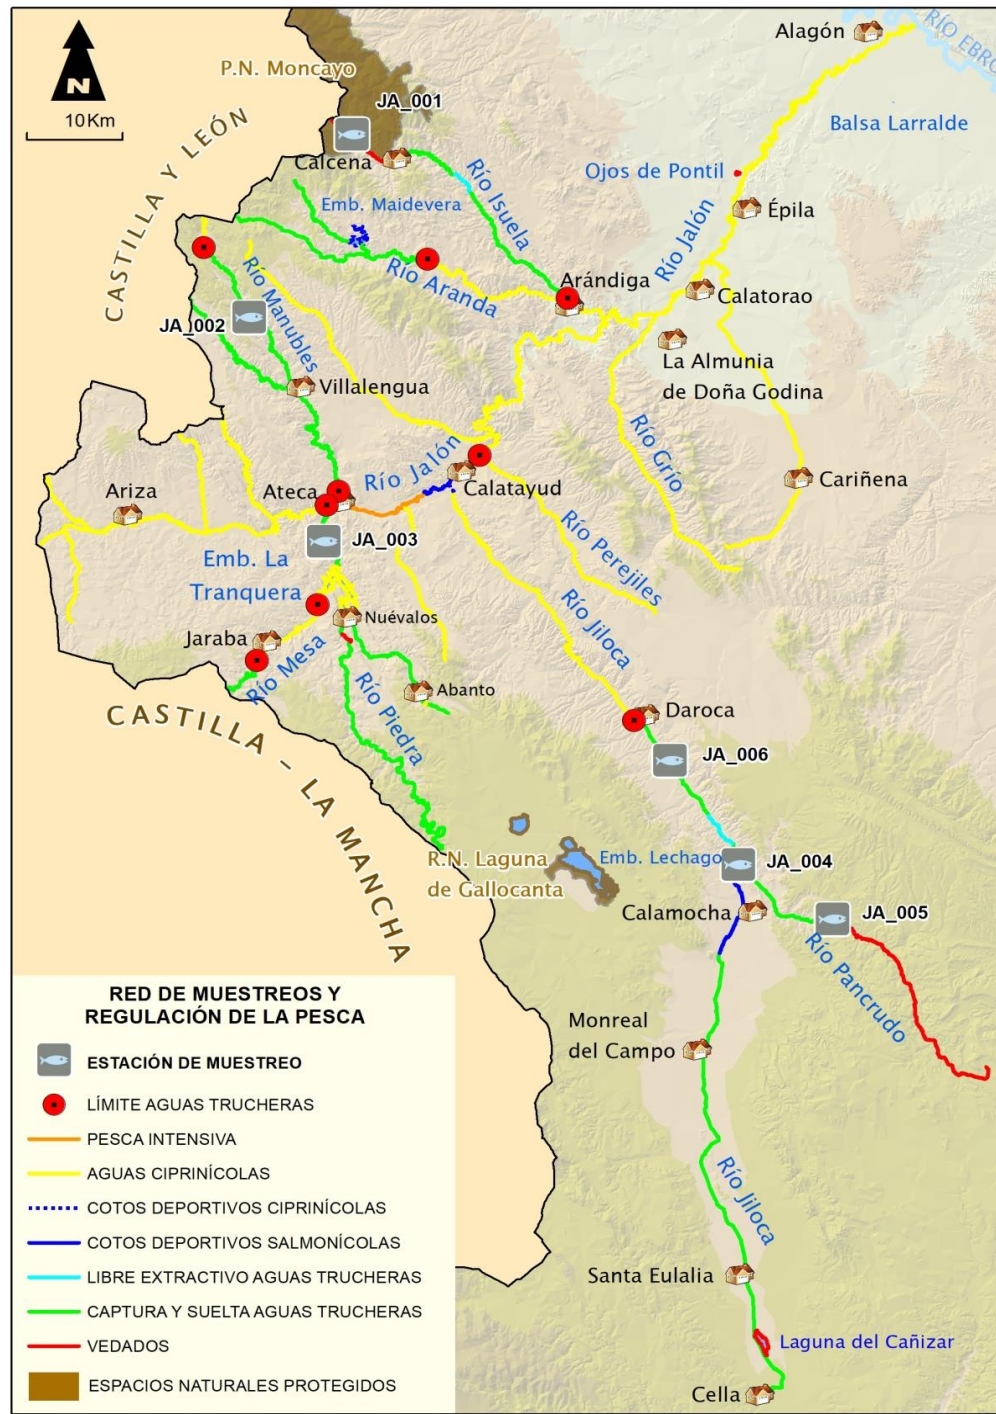 Alagón
RÍO EBRO
P.N. Moncayo
N
10Km
JA_001
Balsa Larralde
CASTILLA Y LEÓN
Calcena
Ojos de Pontil
Río Isuela
Emb. Maidevera
Épila
Río Jalón
Río Aranda
Arándiga
Calatorao
Río Manubles
JA_002
La Almunia
de Doña Godina
Villalengua
Río Grío
Río Jalón
Cariñena
Ariza
Ateca
Calatayud
JA_003
Río Perejiles
Emb. La
Tranquera
Río Jiloca
Nuévalos
Jaraba
Río Mesa
Abanto
Río Piedra
Daroca
CASTILLA - LA MANCHA
JA_006
R.N. Laguna
de Gallocanta
Emb. Lechago
JA_004
Calamocha
JA_005
Río Pancrudo
Monreal
del Campo
Río Jiloca
Santa Eulalia
Laguna del Cañizar
Cella
RED DE MUESTREOS Y
REGULACIÓN DE LA PESCA
ESTACIÓN DE MUESTREO
LÍMITE AGUAS TRUCHERAS
PESCA INTENSIVA
AGUAS CIPRINÍCOLAS
COTOS DEPORTIVOS CIPRINÍCOLAS
COTOS DEPORTIVOS SALMONÍCOLAS
LIBRE EXTRACTIVO AGUAS TRUCHERAS
CAPTURA Y SUELTA AGUAS TRUCHERAS
VEDADOS
ESPACIOS NATURALES PROTEGIDOS